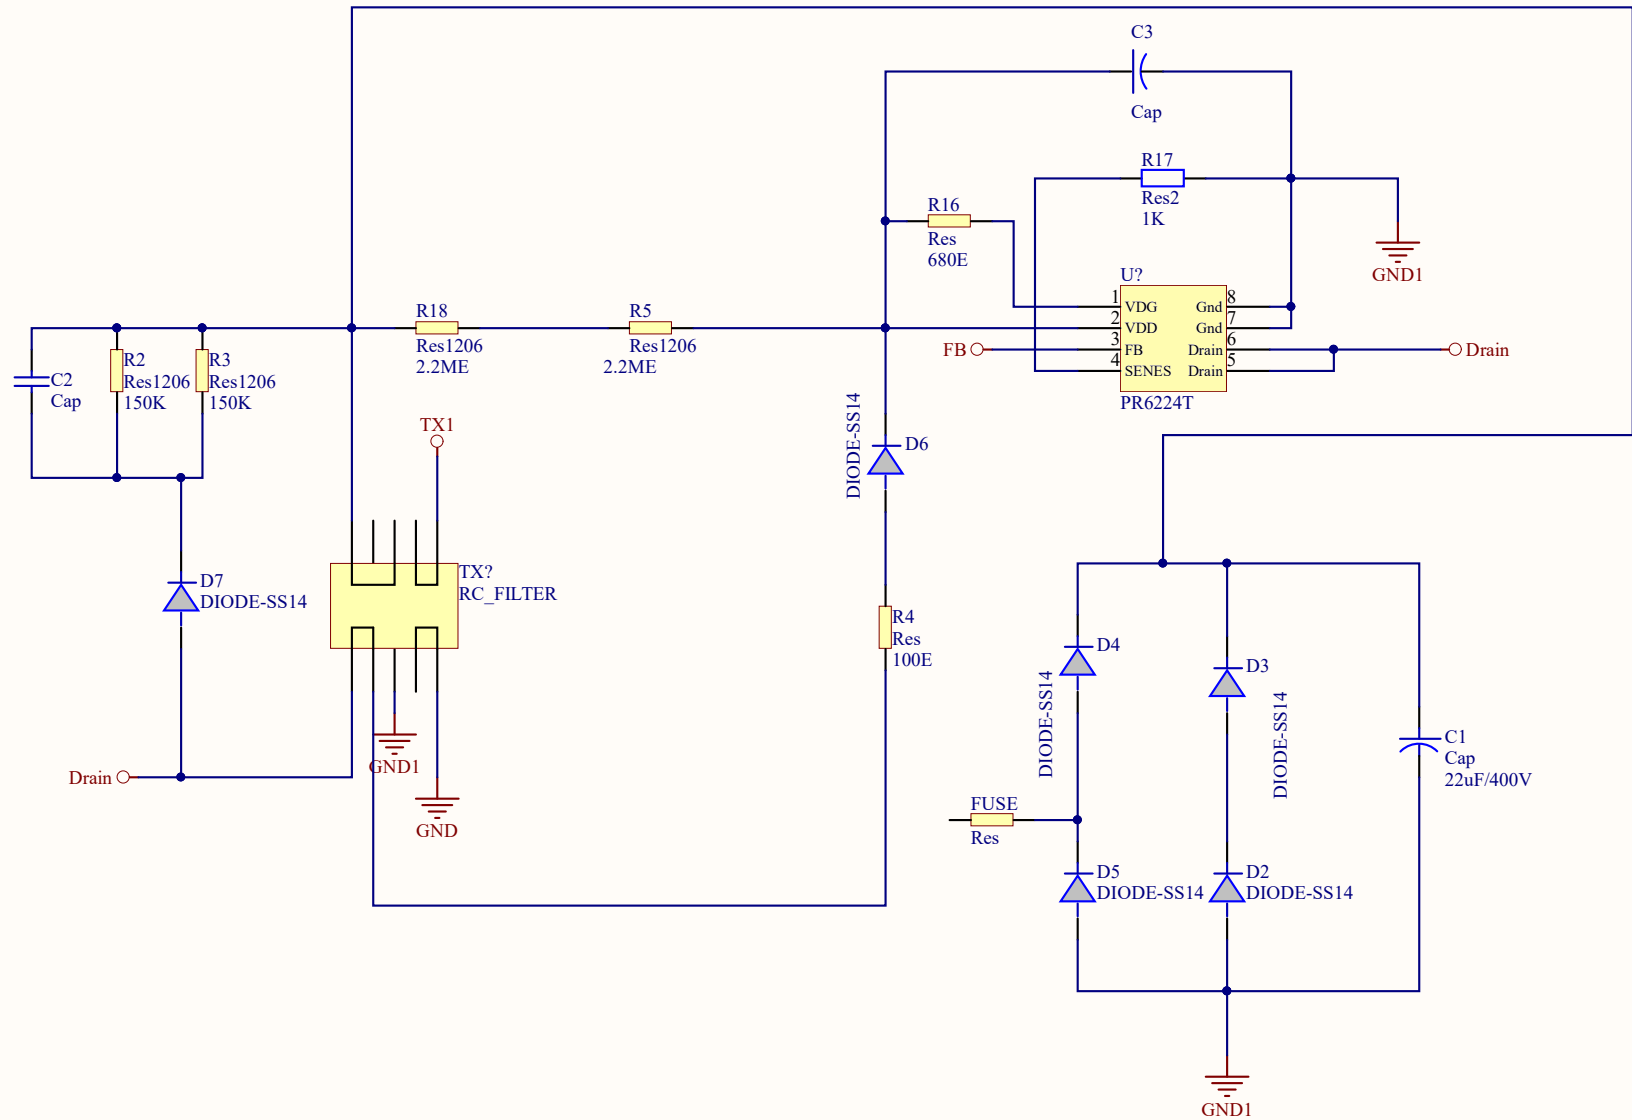 C3
Cap
R17
Res2
1K
R16
Res
680E
GND1
U?
1 VDG Gnd 8
2 VDD Gnd 7
3 FB Drain 6
4 SENES Drain 5
PR6224T
FB
Drain
R18
Res1206
2.2ME
R5
Res1206
2.2ME
C2
Cap
R2
Res1206
150K
R3
Res1206
150K
TX1
DIODE-SS14
D6
D7
DIODE-SS14
TX?
RC_FILTER
R4
Res
100E
Drain
GND1
GND
D4
DIODE-SS14
D3
DIODE-SS14
C1
Cap
22uF/400V
FUSE
Res
D5
DIODE-SS14
D2
DIODE-SS14
GND1